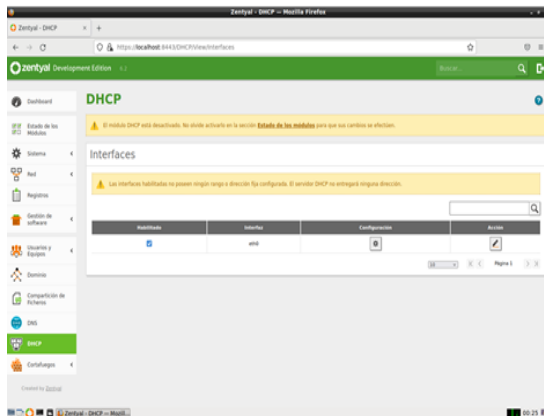 Zentyal - DHCP — Mozilla Firefox
Zentyal - DHCP
https://localhost:8443/DHCP/View/Interfaces
zentyal Development Edition
Buscar...
Dashboard
Estado de los Módulos
Sistema
Red
Registros
Gestión de software
Usuarios y Equipos
Dominio
Compartición de Ficheros
DNS
DHCP
Cortafuegos
Created by Zentyal
DHCP
El módulo DHCP está desactivado. No olvide activarlo en la sección Estado de los módulos para que sus cambios se efectúen.
Interfaces
Las interfaces habilitadas no poseen ningún rango o dirección fija configurada. El servidor DHCP no entregará ninguna dirección.
Habilitado Interfaz Configuración Acción
eth0
10
Página 1
Zentyal - DHCP — Mozill...
00:25